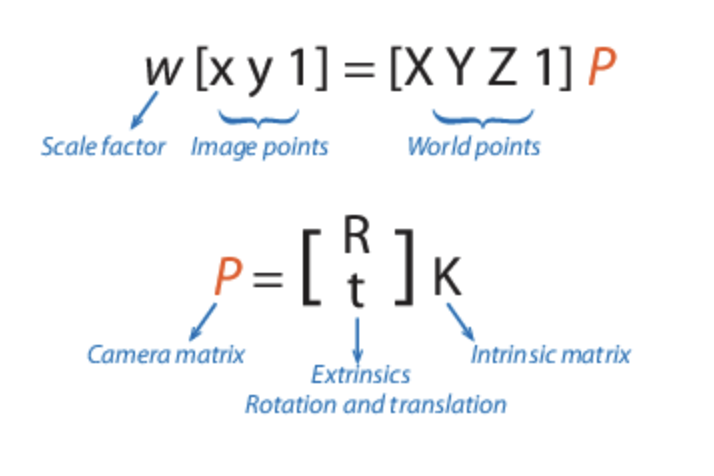 w [x y 1] = [X Y Z 1] P
Scale factor Image points World points
P = [ R
t ] K
Camera matrix Intrinsic matrix
Extrinsics
Rotation and translation